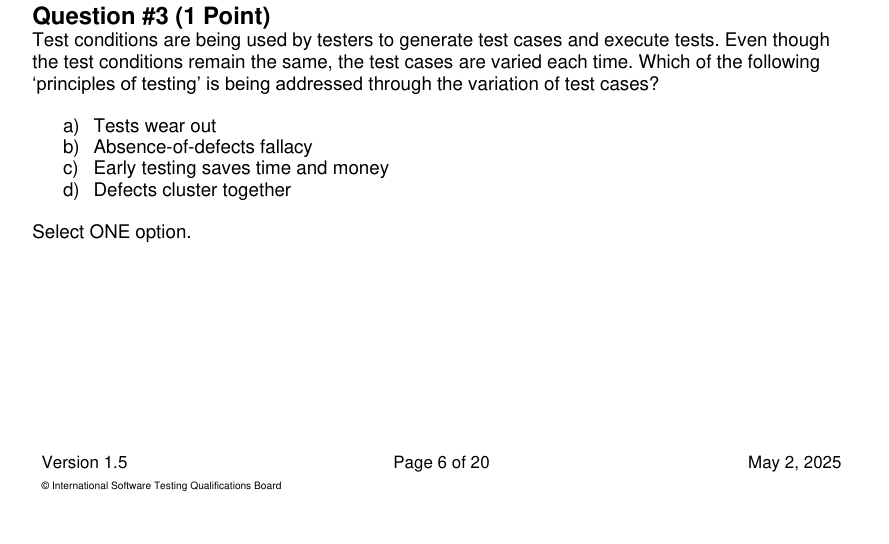 Question #3 (1 Point)
Test conditions are being used by testers to generate test cases and execute tests. Even though
the test conditions remain the same, the test cases are varied each time. Which of the following
‘principles of testing’ is being addressed through the variation of test cases?
a) Tests wear out
b) Absence-of-defects fallacy
c) Early testing saves time and money
d) Defects cluster together
Select ONE option.
Version 1.5 Page 6 of 20 May 2, 2025
© International Software Testing Qualifications Board